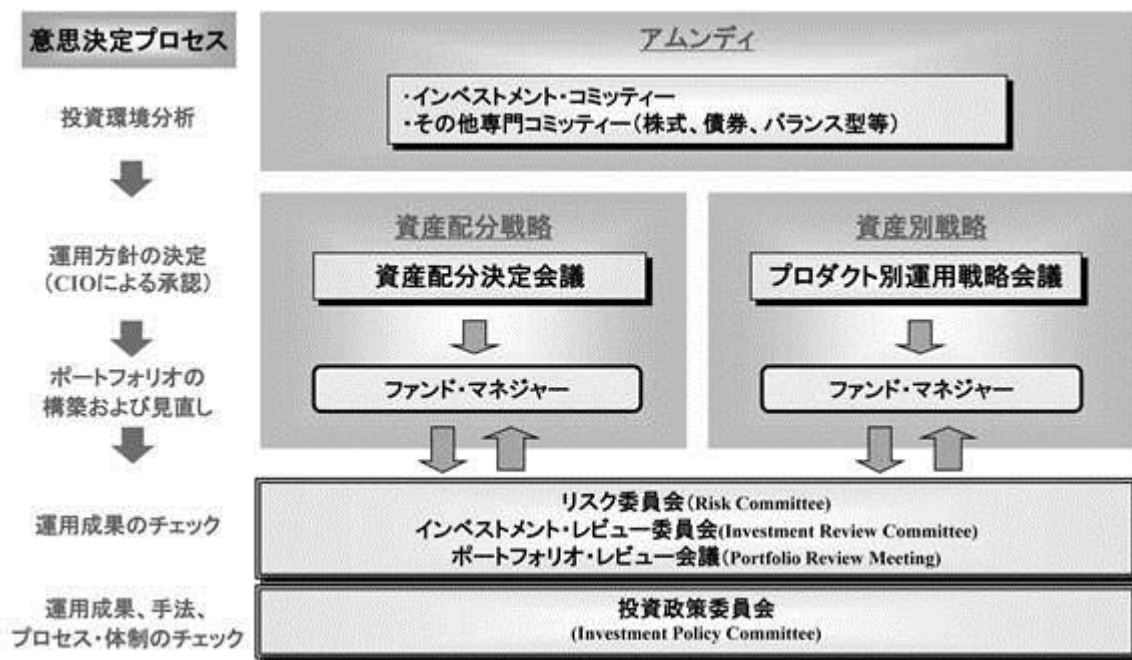 意思決定プロセス
アムンディ
投資環境分析
・インベストメント・コミッティー
・その他専門コミッティー（株式、債券、バランス型等）
運用方針の決定
（CIOによる承認）
資産配分戦略
資産配分決定会議
資産別戦略
プロダクト別運用戦略会議
ポートフォリオの
構築および見直し
ファンド・マネジャー
ファンド・マネジャー
運用成果のチェック
リスク委員会（Risk Committee)
インベストメント・レビュー委員会(Investment Review Committee)
ポートフォリオ・レビュー会議（Portfolio Review Meeting)
運用成果、手法、
プロセス・体制のチェック
投資政策委員会
(Investment Policy Committee)